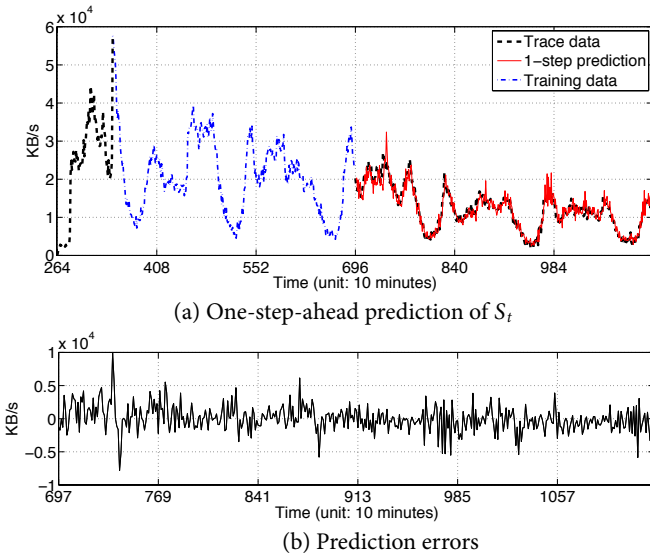 x 10^4
6
5
4
3
2
1
0
KB/s
Trace data
1−step prediction
Training data
264 408 552 696 840 984
Time (unit: 10 minutes)
(a) One-step-ahead prediction of S_t
x 10^4
1
0.5
0
−0.5
−1
KB/s
697 769 841 913 985 1057
Time (unit: 10 minutes)
(b) Prediction errors